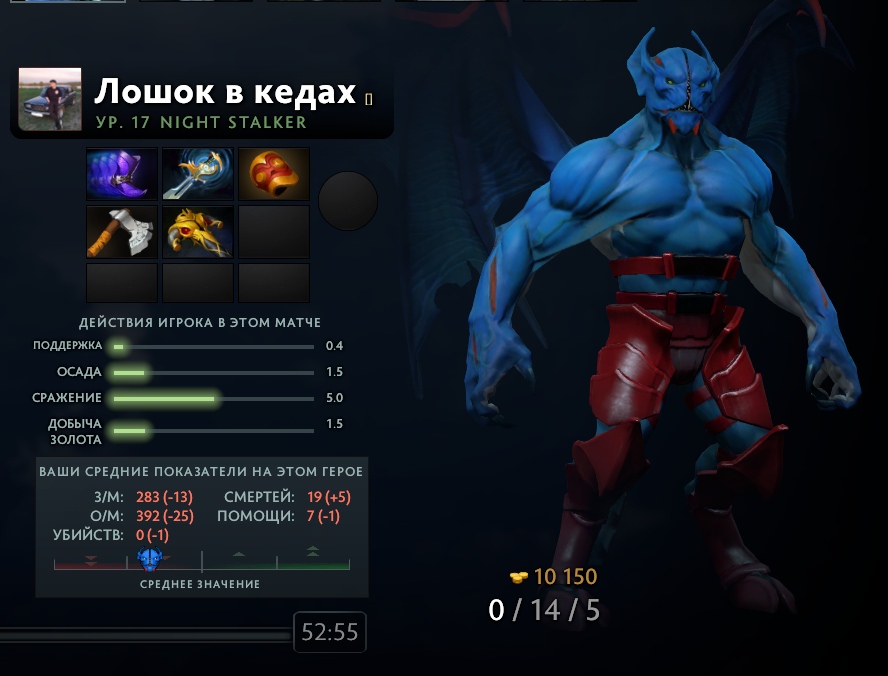 Лошок в кедах
УР. 17 NIGHT STALKER
ДЕЙСТВИЯ ИГРОКА В ЭТОМ МАТЧЕ
ПОДДЕРЖКА 0.4
ОСАДА 1.5
СРАЖЕНИЕ 5.0
ДОБЫЧА 1.5
ЗОЛОТА
ВАШИ СРЕДНИЕ ПОКАЗАТЕЛИ НА ЭТОМ ГЕРОЕ
З/М: 283 (-13) СМЕРТЕЙ: 19 (+5)
О/М: 392 (-25) ПОМОЩИ: 7 (-1)
УБИЙСТВ: 0 (-1)
СРЕДНЕЕ ЗНАЧЕНИЕ
10 150
0 / 14 / 5
52:55